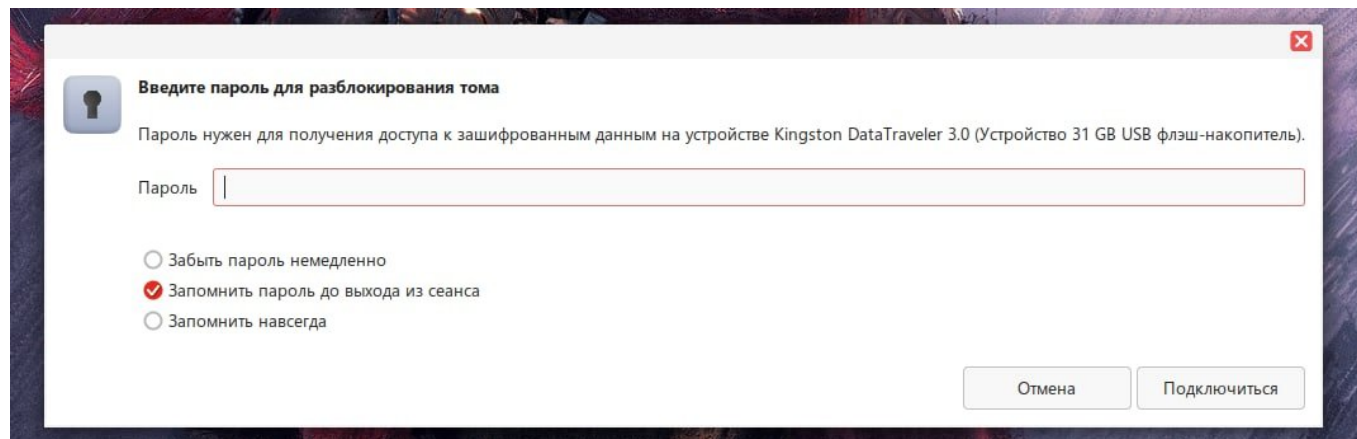 Введите пароль для разблокирования тома
Пароль нужен для получения доступа к зашифрованным данным на устройстве Kingston DataTraveler 3.0 (Устройство 31 GB USB флэш-накопитель).
Пароль
Забыть пароль немедленно
Запомнить пароль до выхода из сеанса
Запомнить навсегда
Отмена Подключиться